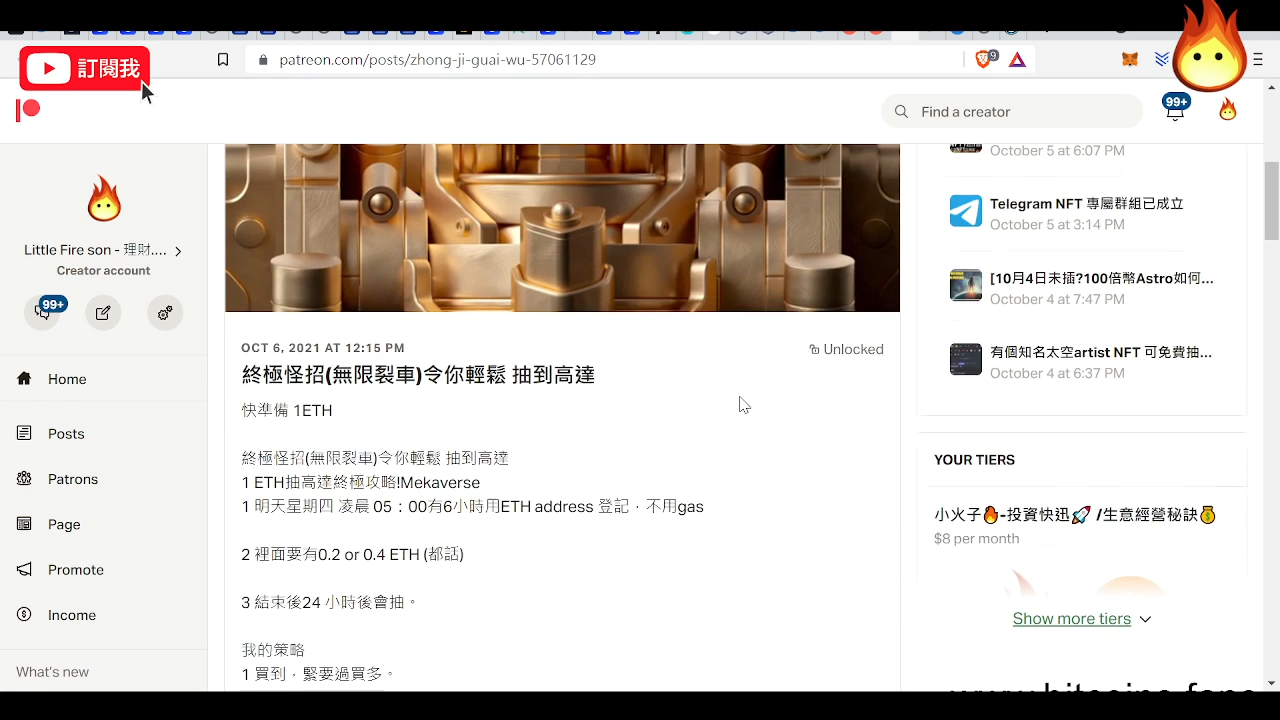 訂閱我
patreon.com/posts/zhong-ji-guai-wu-57061129
9
Find a creator
99+
October 5 at 6:07 PM
Telegram NFT 專屬群組已成立
October 5 at 3:14 PM
[10月4日未插?100倍幣Astro如何...
October 4 at 7:47 PM
有個知名太空artist NFT 可免費抽...
October 4 at 6:37 PM
Little Fire son - 理財....
Creator account
99+
Home
Posts
Patrons
Page
Promote
Income
What's new
OCT 6, 2021 AT 12:15 PM
Unlocked
終極怪招(無限裂車)令你輕鬆 抽到高達
快準備 1ETH
終極怪招(無限裂車)令你輕鬆 抽到高達
1 ETH抽高達終極攻略!Mekaverse
1 明天星期四 凌晨 05：00有6小時用ETH address 登記，不用gas
2 裡面要有0.2 or 0.4 ETH (都話)
3 結束後24 小時後會抽。
我的策略
1 買到，緊要過買多。
YOUR TIERS
小火子🔥-投資快迅🚀 /生意經營秘訣💰
$8 per month
Show more tiers